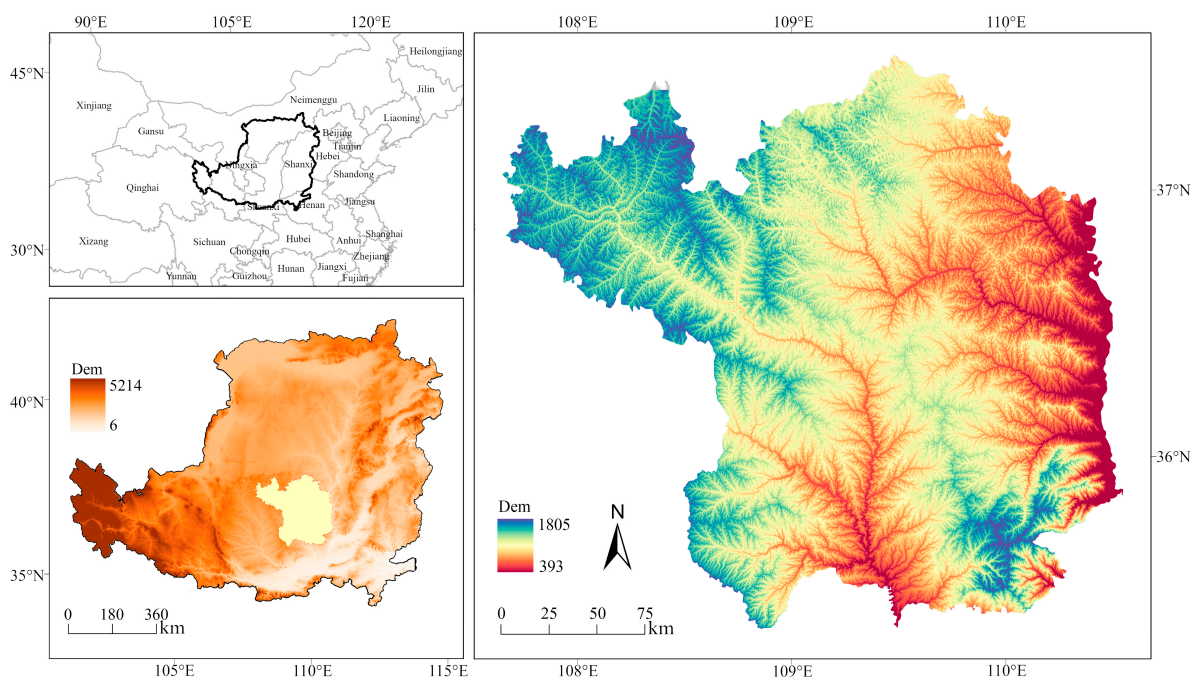 90°E 105°E 120°E
45°N
30°N
Heilongjiang
Jilin
Xinjiang
Neimenggu
Liaoning
Gansu
Beijing
Tianjin
Hebei
Ningxia
Shanxi
Shandong
Qinghai
Jiangsu
Shaanxi
Henan
Shanghai
Xizang
Sichuan
Hubei
Anhui
Chongqin
Zhejiang
Yunnan
Guizhou
Hunan
Jiangxi
Fujian
Dem
5214
6
40°N
35°N
0 180 360
km
105°E 110°E 115°E
108°E 109°E 110°E
37°N
36°N
Dem
1805
393
N
0 25 50 75
km
108°E 109°E 110°E